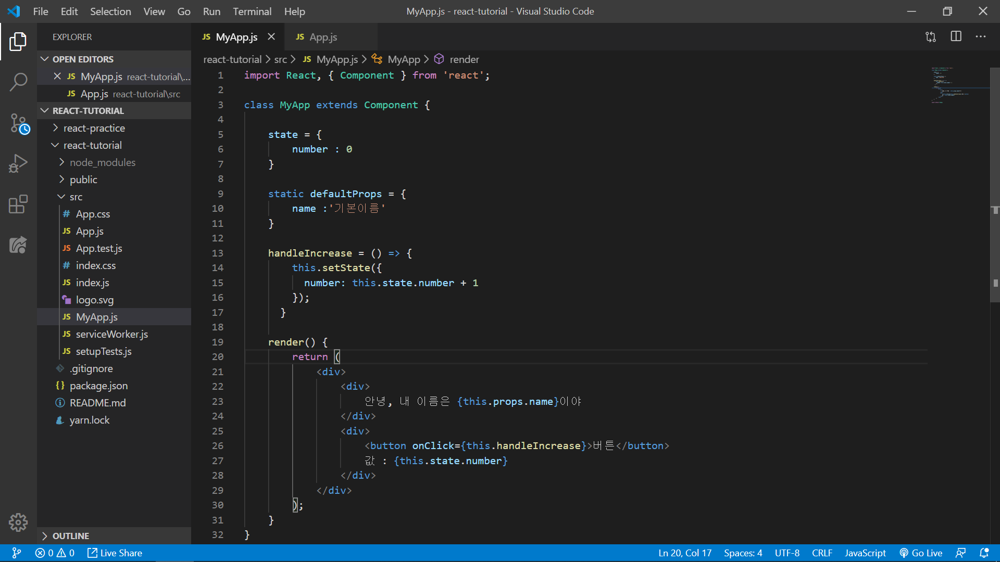 File Edit Selection View Go Run Terminal Help
MyApp.js - react-tutorial - Visual Studio Code
EXPLORER
OPEN EDITORS
JS MyApp.js react-tutorial\...
JS App.js react-tutorial\src
REACT-TUTORIAL
react-practice
react-tutorial
node_modules
public
src
# App.css
JS App.js
JS App.test.js
# index.css
JS index.js
logo.svg
JS MyApp.js
JS serviceWorker.js
JS setupTests.js
.gitignore
{} package.json
README.md
yarn.lock
OUTLINE
JS MyApp.js
JS App.js
react-tutorial > src > JS MyApp.js > MyApp > render
1 import React, { Component } from 'react';
2
3 class MyApp extends Component {
4
5 state = {
6 number : 0
7 }
8
9 static defaultProps = {
10 name :'기본이름'
11 }
12
13 handleIncrease = () => {
14 this.setState({
15 number: this.state.number + 1
16 });
17 }
18
19 render() {
20 return (
21 <div>
22 <div>
23 안녕, 내 이름은 {this.props.name}이야
24 </div>
25 <div>
26 <button onClick={this.handleIncrease}>버튼</button>
27 값 : {this.state.number}
28 </div>
29 </div>
30 );
31 }
32 }
0 0 Live Share
Ln 20, Col 17 Spaces: 4 UTF-8 CRLF JavaScript Go Live